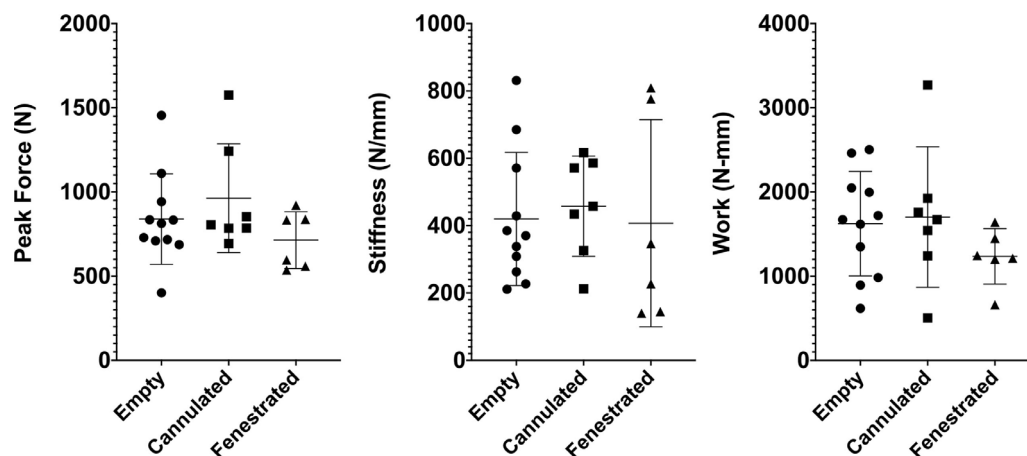 Peak Force (N)
2000
1500
1000
500
0
Empty
Cannulated
Fenestrated
Stiffness (N/mm)
1000
800
600
400
200
0
Empty
Cannulated
Fenestrated
Work (N-mm)
4000
3000
2000
1000
0
Empty
Cannulated
Fenestrated